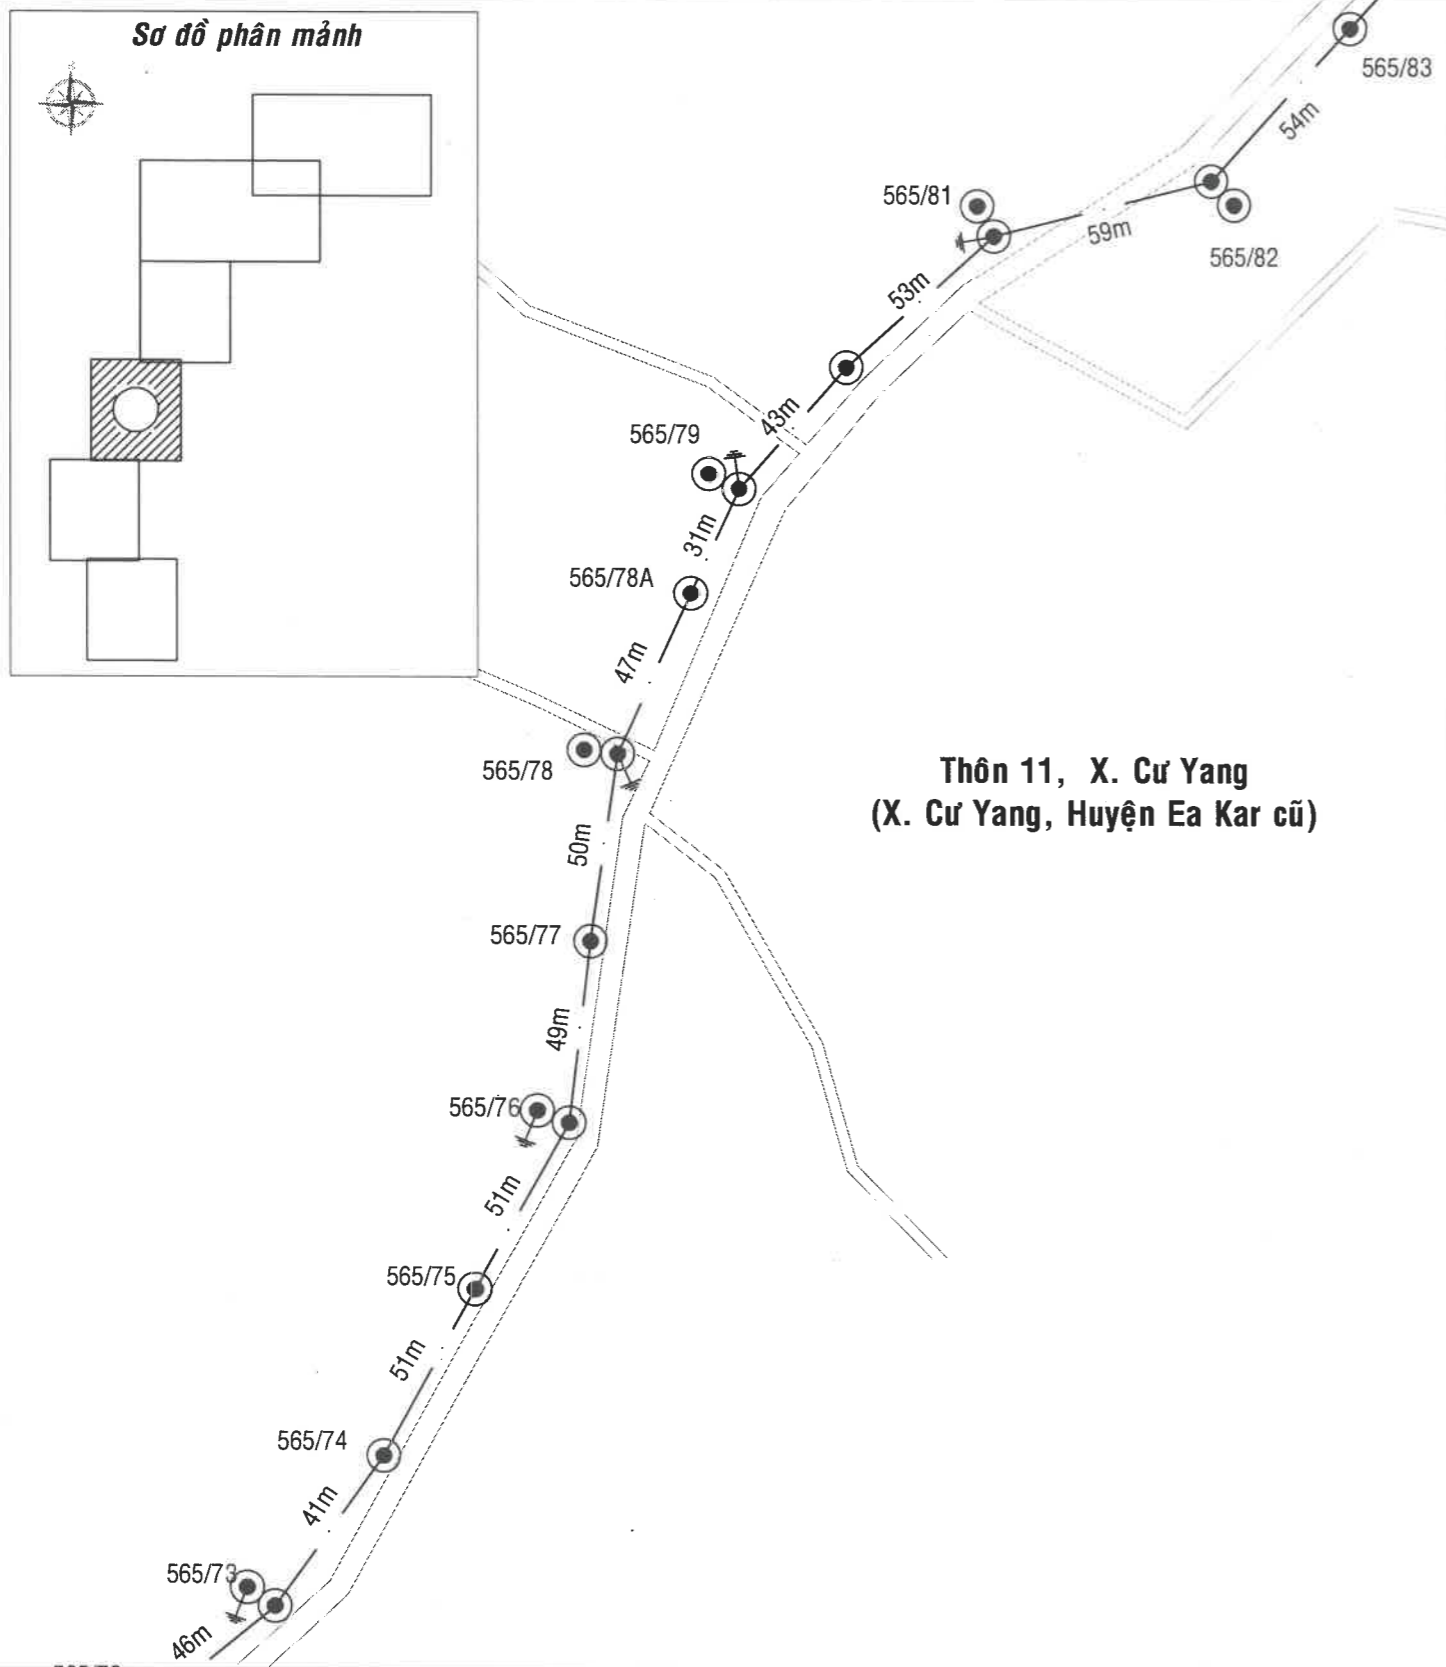 Sơ đồ phân mảnh
565/83
54m
565/81
59m
565/82
53m
43m
565/79
31m
565/78A
47m
565/78
Thôn 11, X. Cư Yang
(X. Cư Yang, Huyện Ea Kar cũ)
50m
565/77
49m
565/76
51m
565/75
51m
565/74
41m
565/73
46m